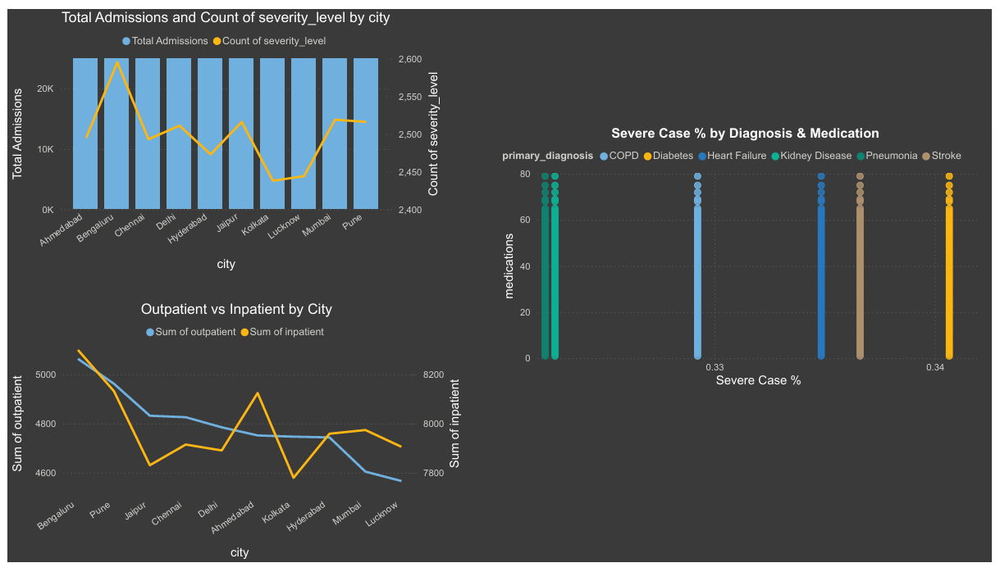 Total Admissions and Count of severity_level by city
Total Admissions Count of severity_level
Total Admissions
20K
10K
0K
2,600
2,550
2,500
2,450
2,400
Count of severity_level
Ahmedabad
Bengaluru
Chennai
Delhi
Hyderabad
Jaipur
Kolkata
Lucknow
Mumbai
Pune
city
Outpatient vs Inpatient by City
Sum of outpatient Sum of inpatient
Sum of outpatient
5000
4800
4600
8200
8000
7800
Sum of inpatient
Bengaluru
Pune
Jaipur
Chennai
Delhi
Ahmedabad
Kolkata
Hyderabad
Mumbai
Lucknow
city
Severe Case % by Diagnosis & Medication
primary_diagnosis COPD Diabetes Heart Failure Kidney Disease Pneumonia Stroke
medications
80
60
40
20
0
0.33
0.34
Severe Case %